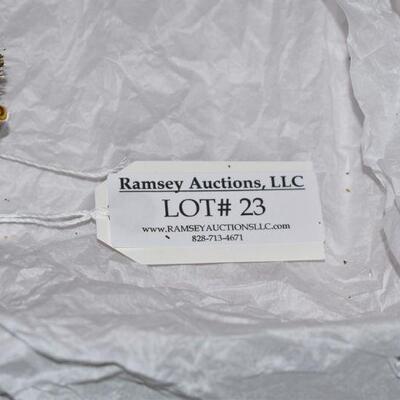 Ramsey Auctions, LLC
LOT# 23
WWW.RAMSEYAUCTIONSLLC.com
828-713-4671